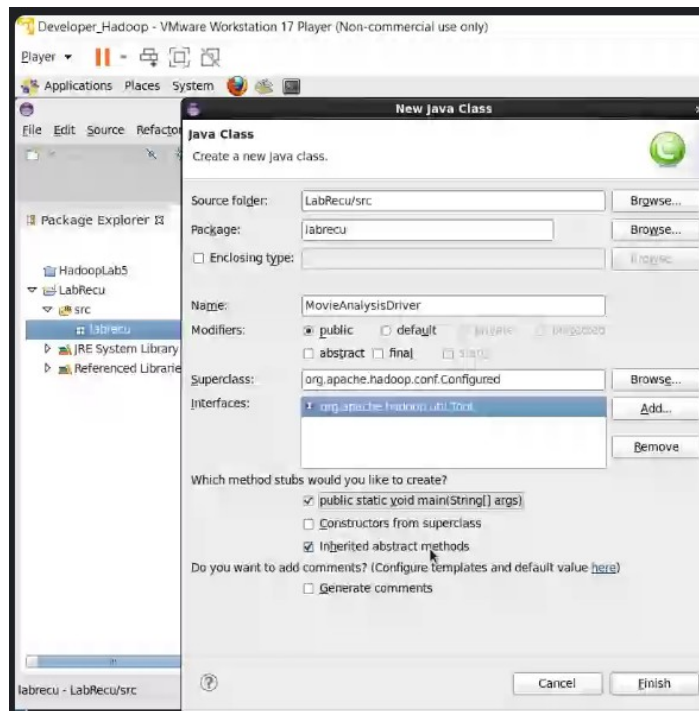 Developer_Hadoop - VMware Workstation 17 Player (Non-commercial use only)
Player
Applications Places System
New Java Class
File Edit Source Refactor
Java Class
Create a new Java class.
Source folder: LabRecu/src Browse...
Package Explorer
Package: labrecu Browse...
Enclosing type: Browse...
HadoopLab5
LabRecu
src
labrecu
JRE System Library
Referenced Librarie
Name: MovieAnalysisDriver
Modifiers: public default private protected
abstract final static
Superclass: org.apache.hadoop.conf.Configured Browse...
Interfaces: org.apache.hadoop.util.Tool Add...
Remove
Which method stubs would you like to create?
public static void main(String[] args)
Constructors from superclass
Inherited abstract methods
Do you want to add comments? (Configure templates and default value here)
Generate comments
Cancel Finish
labrecu - LabRecu/src